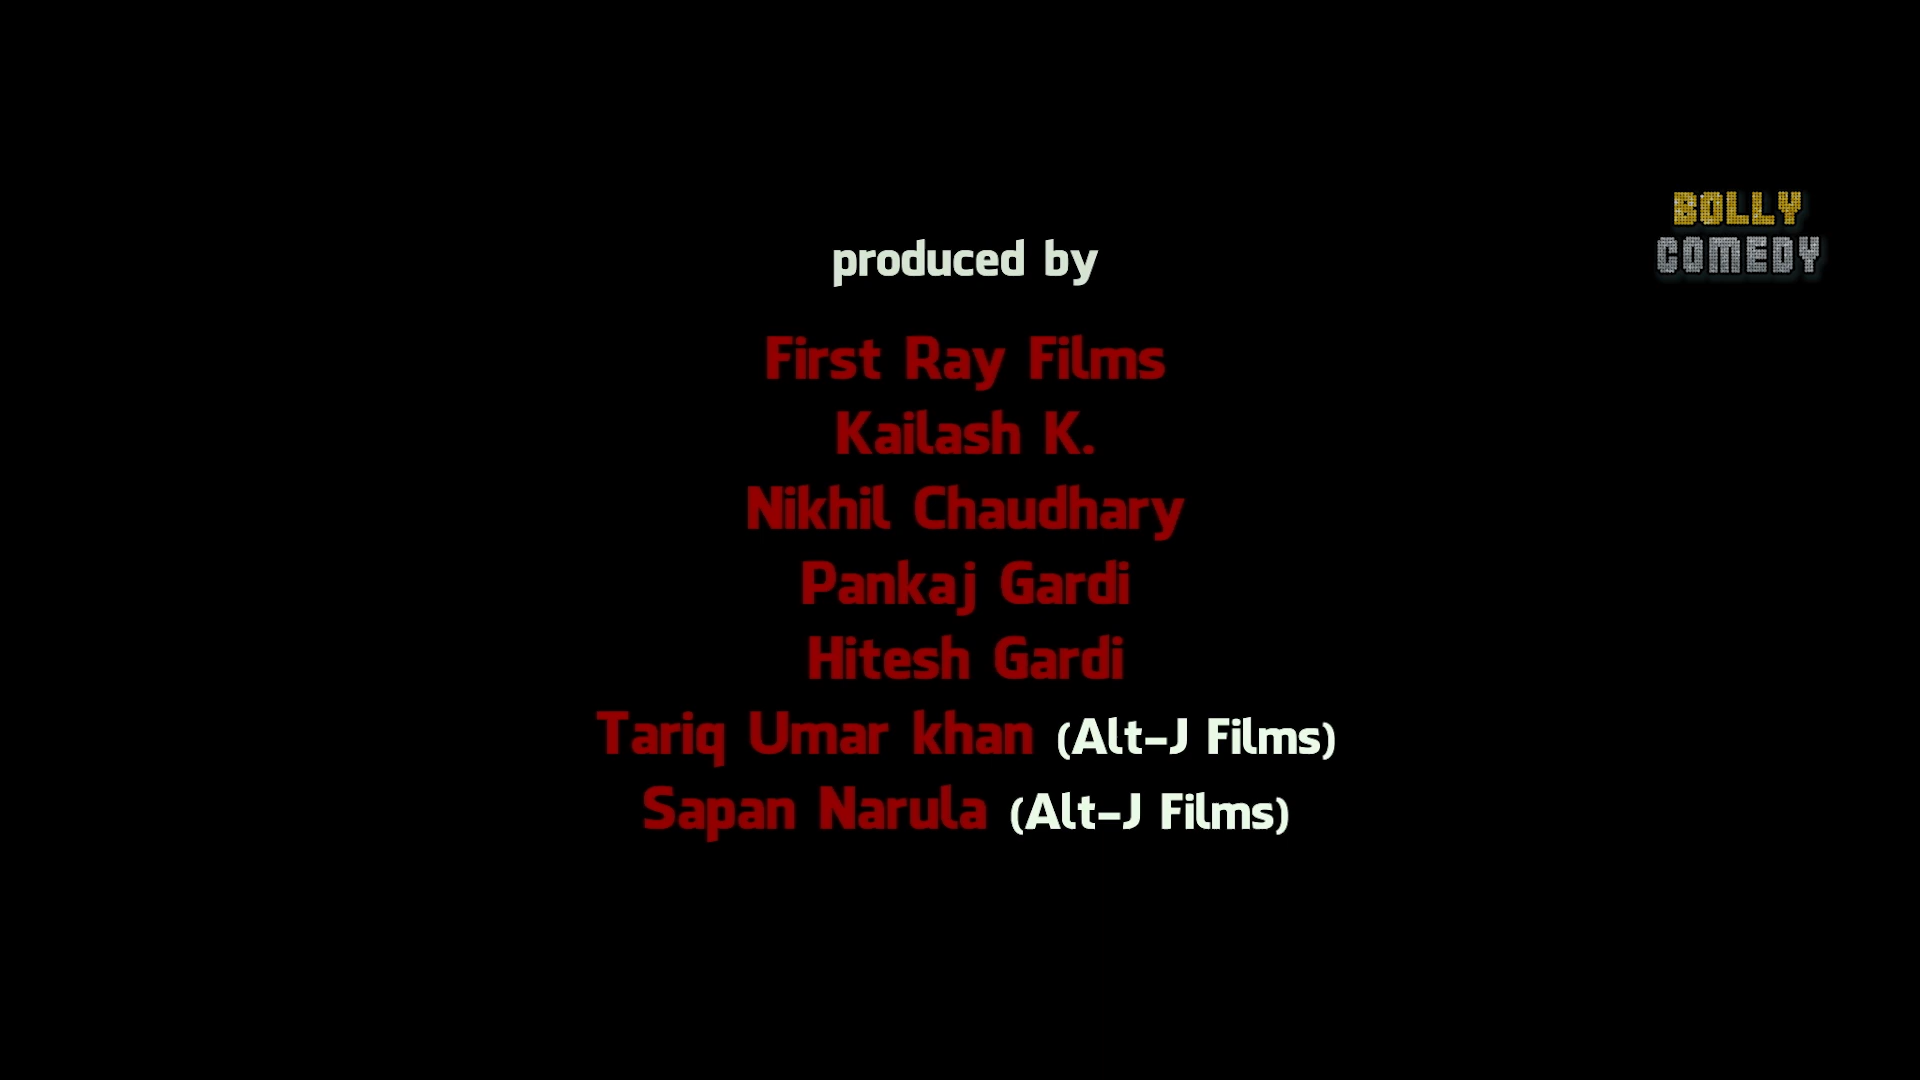 produced by
First Ray Films
Kailash K.
Nikhil Chaudhary
Pankaj Gardi
Hitesh Gardi
Tariq Umar khan (Alt-J Films)
Sapan Narula (Alt-J Films)
BOLLY
COMEDY